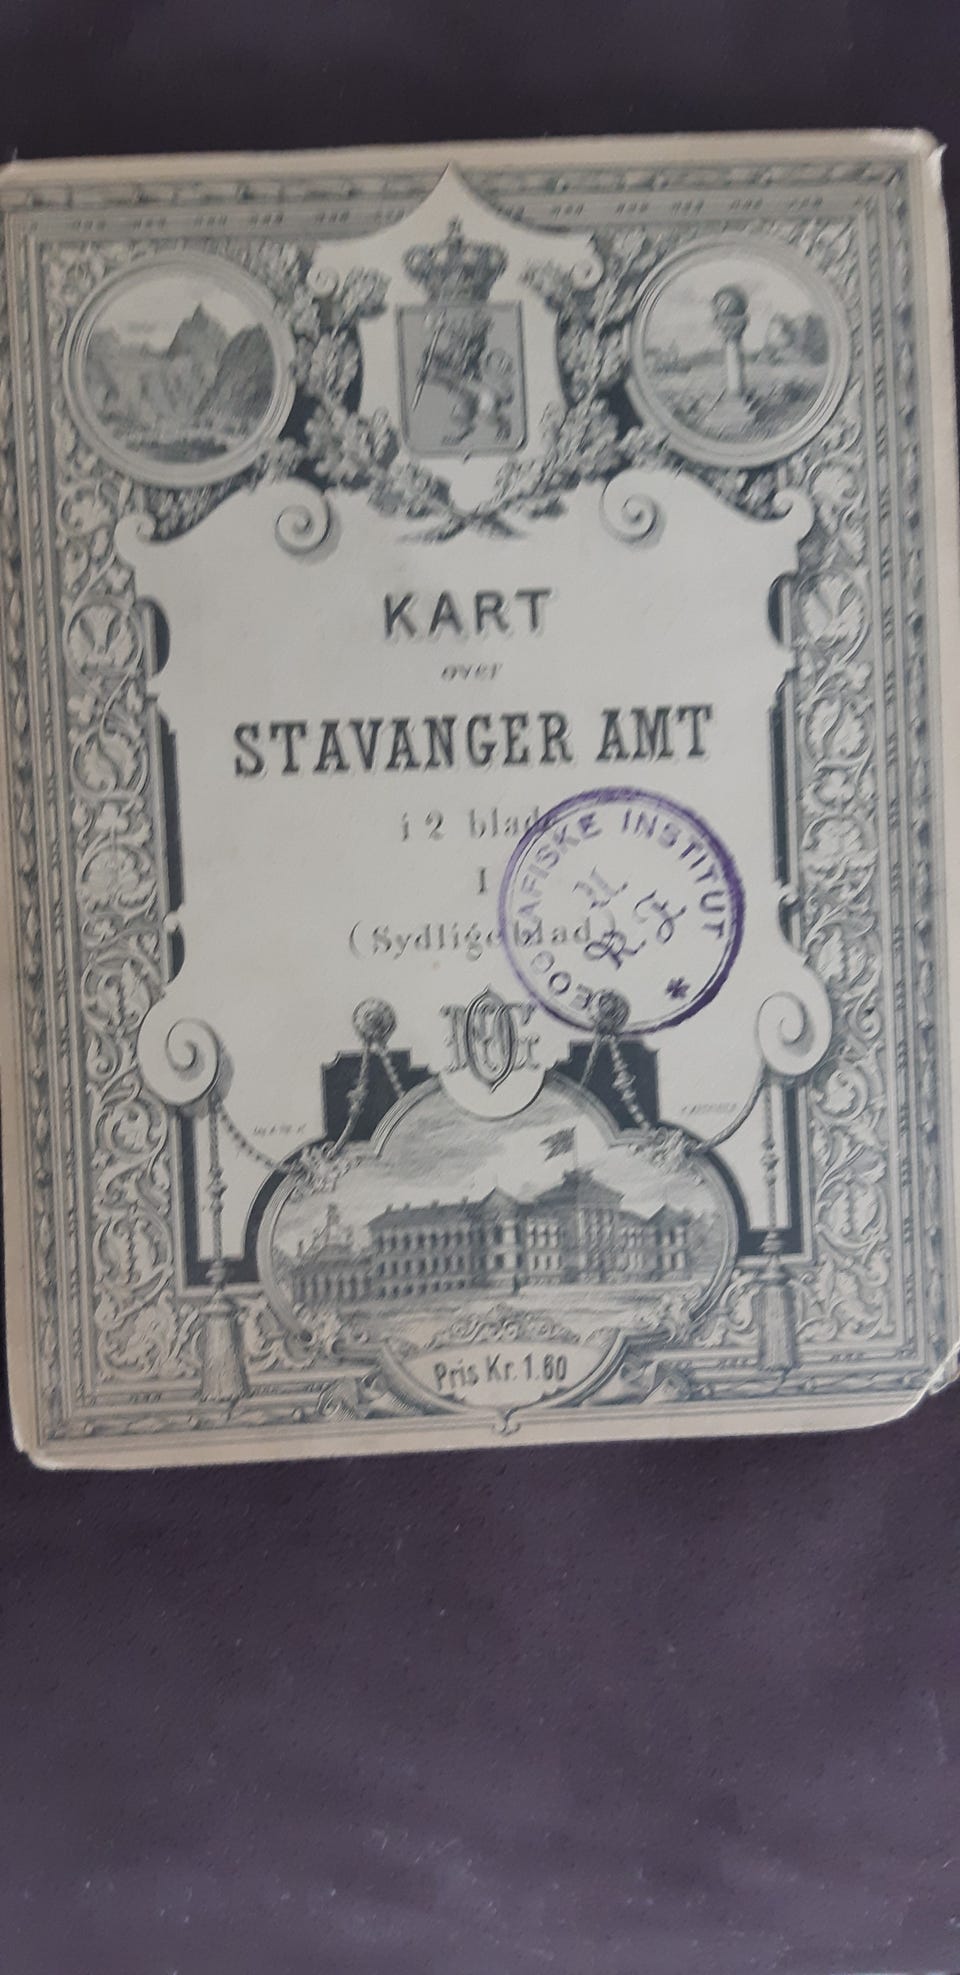 KART
over
STAVANGER AMT
i 2 blade
I
(Sydlige blad)
GEOGRAFISKE INSTITUT *
Pris Kr. 1.60